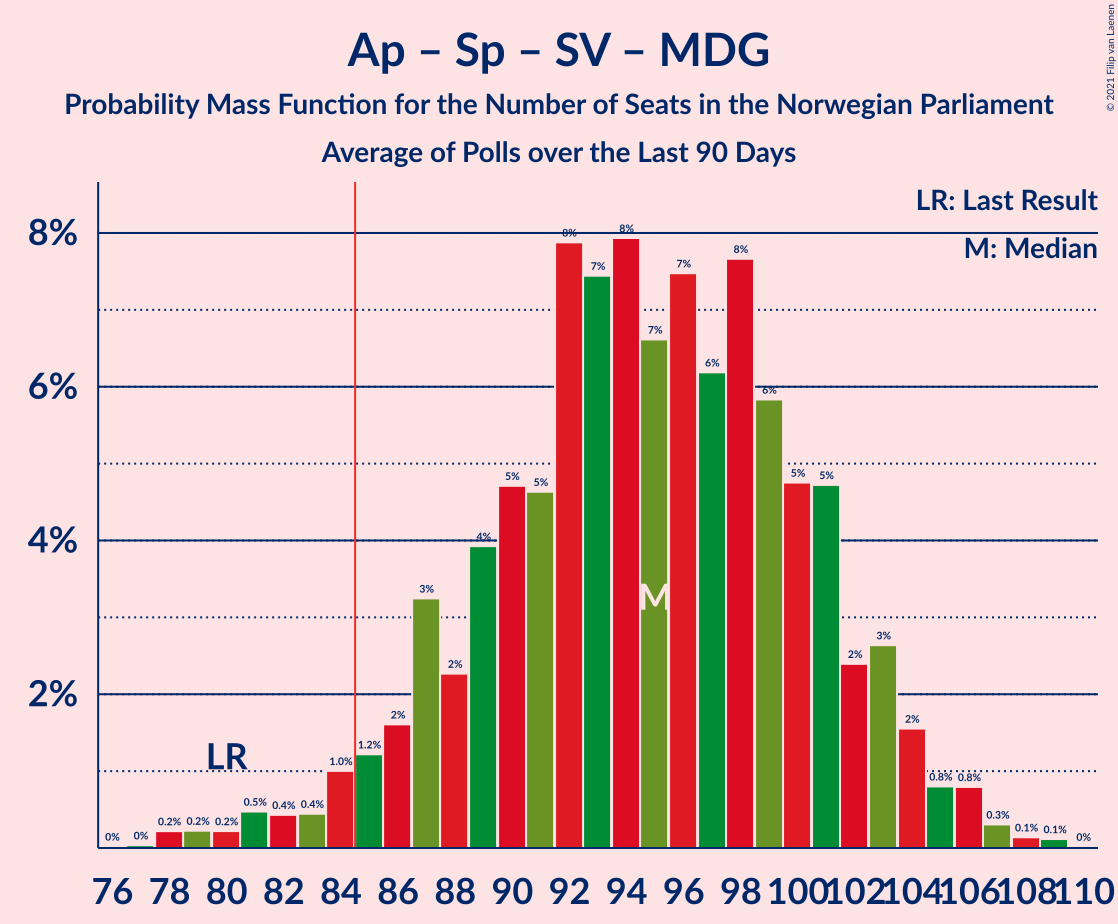 Ap – Sp – SV – MDG
Probability Mass Function for the Number of Seats in the Norwegian Parliament
Average of Polls over the Last 90 Days
© 2021 Filip van Laenen
LR: Last Result
M: Median
8%
6%
4%
2%
0% 0% 0.2% 0.2% 0.2% 0.5% 0.4% 0.4% 1.0% 1.2% 2% 3% 2% 4% 5% 5% 8% 7% 8% 7% 7% 6% 8% 6% 5% 5% 2% 3% 2% 0.8% 0.8% 0.3% 0.1% 0.1% 0%
LR
M
76 78 80 82 84 86 88 90 92 94 96 98 100 102 104 106 108 110